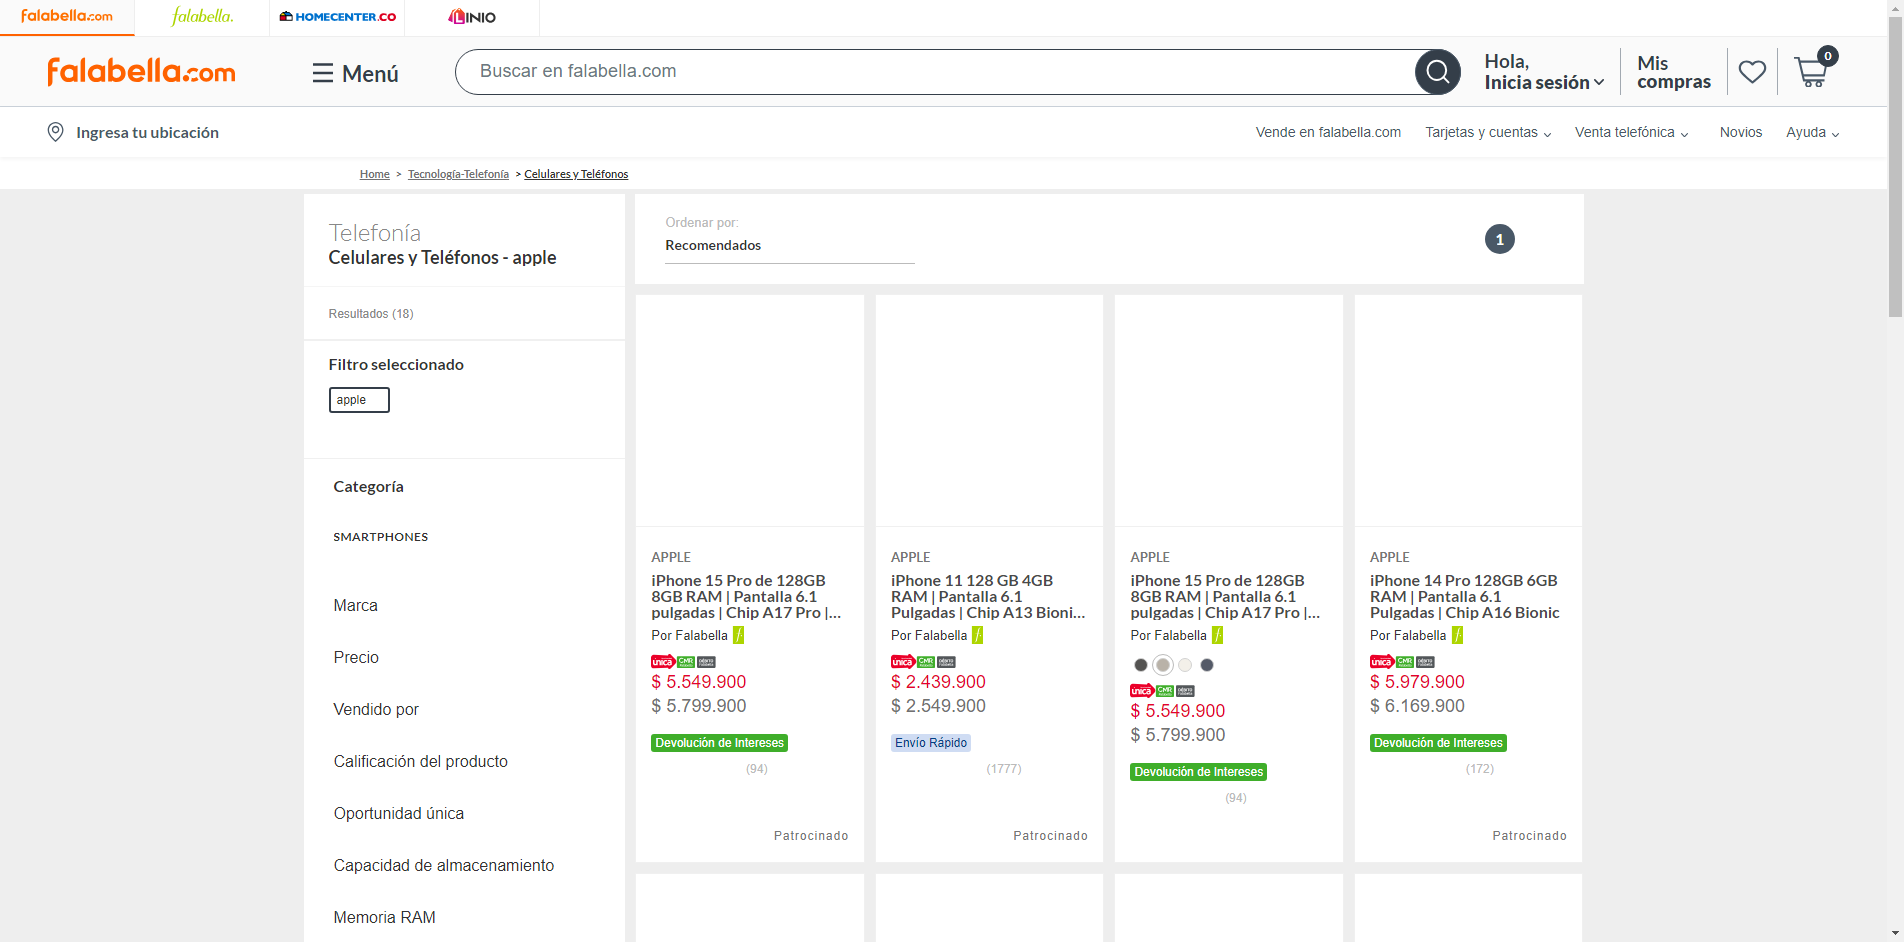 falabella.com
falabella.
HOMECENTER.CO
LINIO
falabella.com
Menú
Buscar en falabella.com
Hola,
Inicia sesión
Mis
compras
0
Ingresa tu ubicación
Vende en falabella.com
Tarjetas y cuentas
Venta telefónica
Novios
Ayuda
Home > Tecnología-Telefonía > Celulares y Teléfonos
Telefonía
Celulares y Teléfonos - apple
Resultados (18)
Filtro seleccionado
apple
Categoría
SMARTPHONES
Marca
Precio
Vendido por
Calificación del producto
Oportunidad única
Capacidad de almacenamiento
Memoria RAM
Ordenar por:
Recomendados
1
APPLE
iPhone 15 Pro de 128GB
8GB RAM | Pantalla 6.1
pulgadas | Chip A17 Pro |...
Por Falabella
única CMR
$ 5.549.900
$ 5.799.900
Devolución de Intereses
(94)
Patrocinado
APPLE
iPhone 11 128 GB 4GB
RAM | Pantalla 6.1
Pulgadas | Chip A13 Bioni...
Por Falabella
única CMR
$ 2.439.900
$ 2.549.900
Envío Rápido
(1777)
Patrocinado
APPLE
iPhone 15 Pro de 128GB
8GB RAM | Pantalla 6.1
pulgadas | Chip A17 Pro |...
Por Falabella
única CMR
$ 5.549.900
$ 5.799.900
Devolución de Intereses
(94)
APPLE
iPhone 14 Pro 128GB 6GB
RAM | Pantalla 6.1
Pulgadas | Chip A16 Bionic
Por Falabella
única CMR
$ 5.979.900
$ 6.169.900
Devolución de Intereses
(172)
Patrocinado